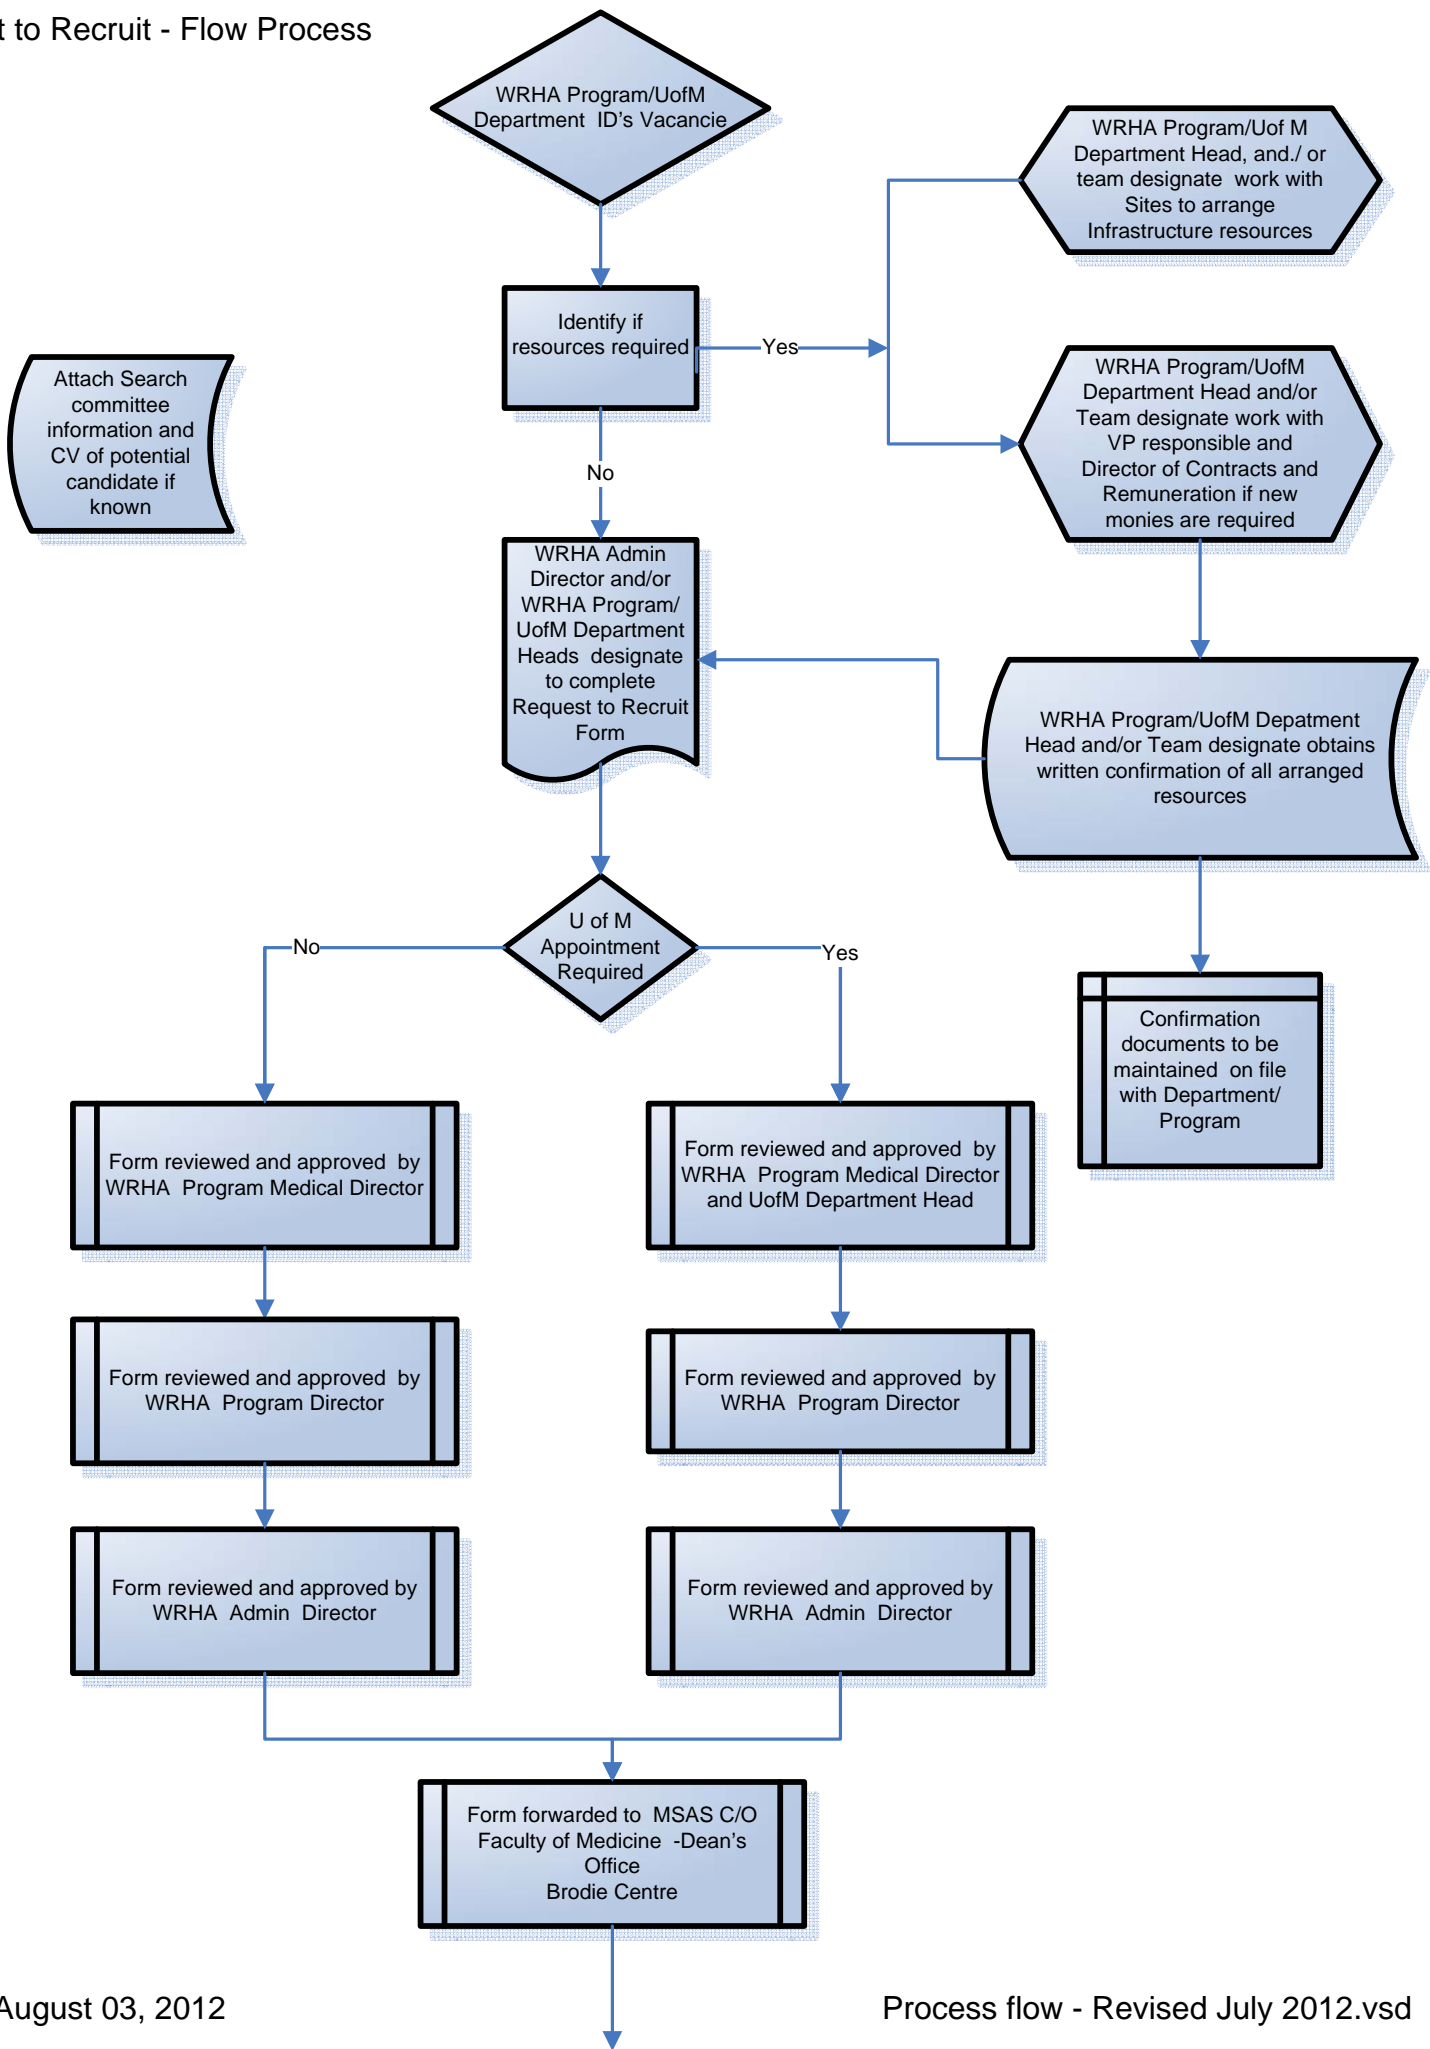 t to Recruit - Flow Process
WRHA Program/UofM
Department ID's Vacancie
WRHA Program/Uof M
Department Head, and./ or
team designate work with
Sites to arrange
Infrastructure resources
Identify if
resources required
Yes
Attach Search
committee
information and
CV of potential
candidate if
known
WRHA Program/UofM
Department Head and/or
Team designate work with
VP responsible and
Director of Contracts and
Remuneration if new
monies are required
No
WRHA Admin
Director and/or
WRHA Program/
UofM Department
Heads designate
to complete
Request to Recruit
Form
WRHA Program/UofM Depatment
Head and/or Team designate obtains
written confirmation of all arranged
resources
U of M
Appointment
Required
No
Yes
Confirmation
documents to be
maintained on file
with Department/
Program
Form reviewed and approved by
WRHA Program Medical Director
Form reviewed and approved by
WRHA Program Medical Director
and UofM Department Head
Form reviewed and approved by
WRHA Program Director
Form reviewed and approved by
WRHA Program Director
Form reviewed and approved by
WRHA Admin Director
Form reviewed and approved by
WRHA Admin Director
Form forwarded to MSAS C/O
Faculty of Medicine -Dean's
Office
Brodie Centre
August 03, 2012
Process flow - Revised July 2012.vsd